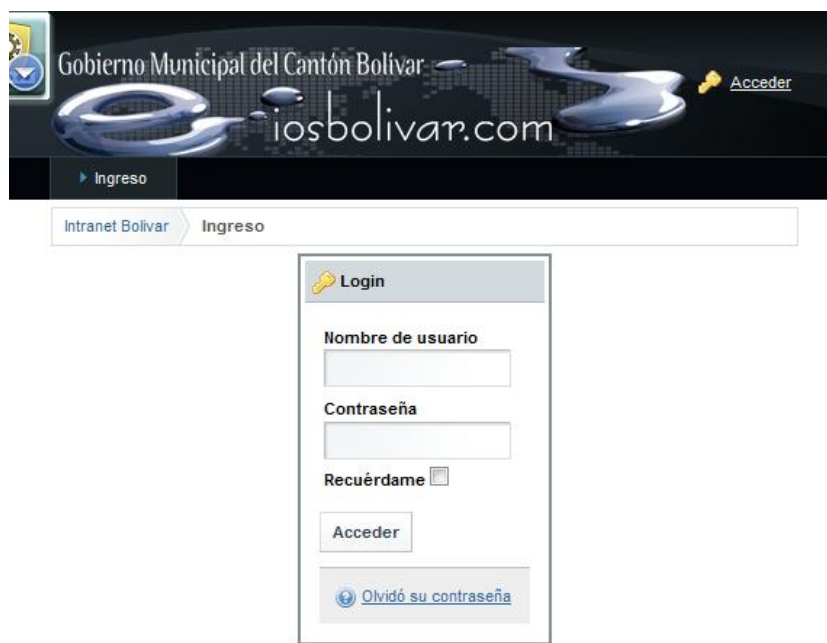 Gobierno Municipal del Cantón Bolívar
e-iosbolivar.com
Acceder
Ingreso
Intranet Bolivar
Ingreso
Login
Nombre de usuario
Contraseña
Recuérdame
Acceder
Olvidó su contraseña